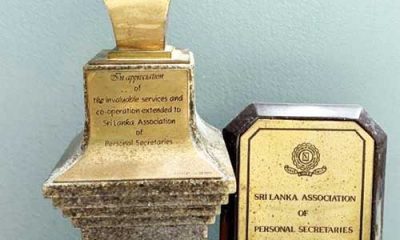 In appreciation
of
the invaluable services and
co-operation extended to
Sri Lanka Association
of
Personal Secretaries
SRI LANKA ASSOCIATION
OF
PERSONAL SECRETARIES